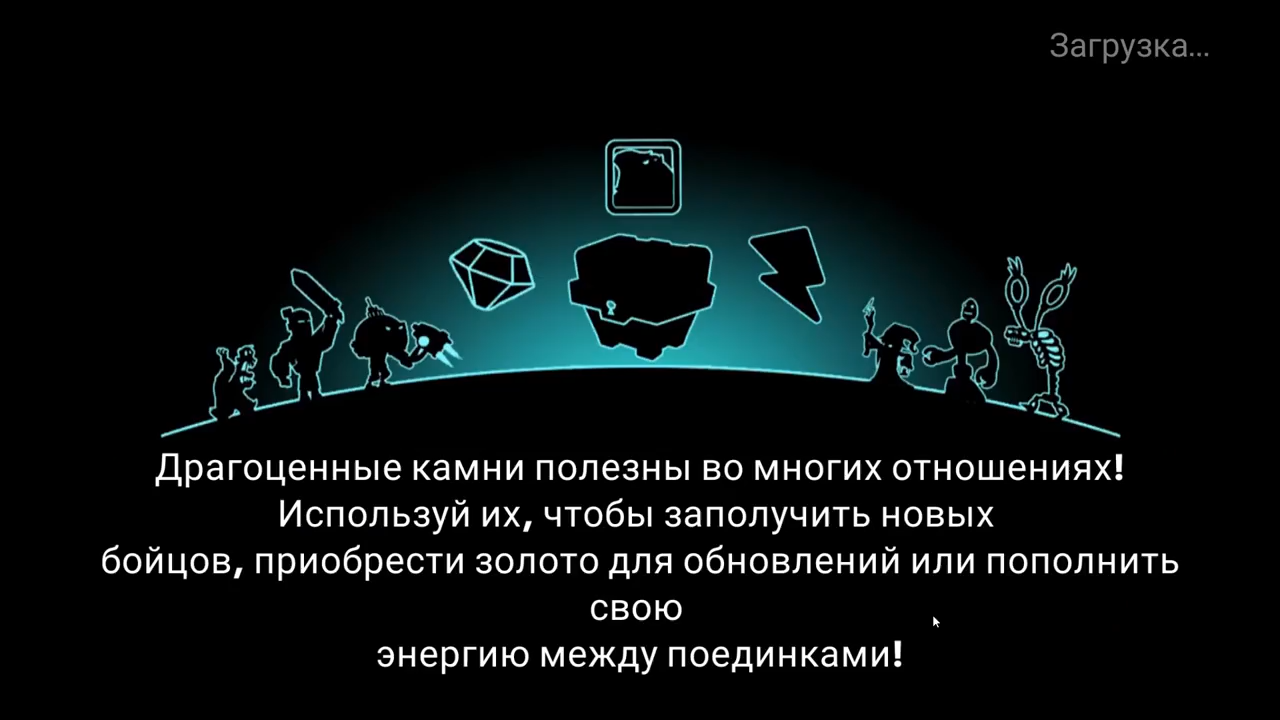 Загрузка...
Драгоценные камни полезны во многих отношениях!
Используй их, чтобы заполучить новых
бойцов, приобрести золото для обновлений или пополнить
свою
энергию между поединками!